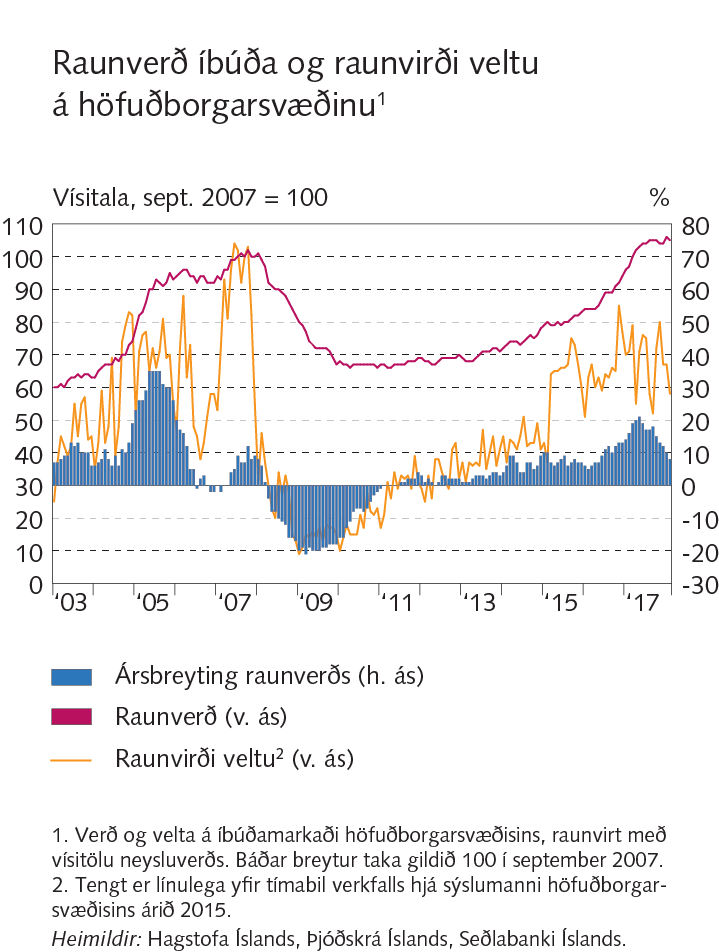 Raunverð íbúða og raunvirði veltu
á höfuðborgarsvæðinu¹
Vísitala, sept. 2007 = 100 %
110 80
100 70
90 60
80 50
70 40
60 30
50 20
40 10
30 0
20 -10
10 -20
0 -30
‘03 ‘05 ‘07 ‘09 ‘11 ‘13 ‘15 ‘17
Ársbreyting raunverðs (h. ás)
Raunverð (v. ás)
Raunvirði veltu² (v. ás)
1. Verð og velta á íbúðamarkaði höfuðborgarsvæðisins, raunvirt með
vísitölu neysluverðs. Báðar breytur taka gildið 100 í september 2007.
2. Tengt er línulega yfir tímabil verkfalls hjá sýslumanni höfuðborgar-
svæðisins árið 2015.
Heimildir: Hagstofa Íslands, Þjóðskrá Íslands, Seðlabanki Íslands.